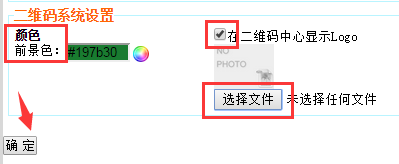 二维码系统设置
颜色
前景色：#197b30
在二维码中心显示Logo
NO
PHOTO
选择文件 未选择任何文件
确 定